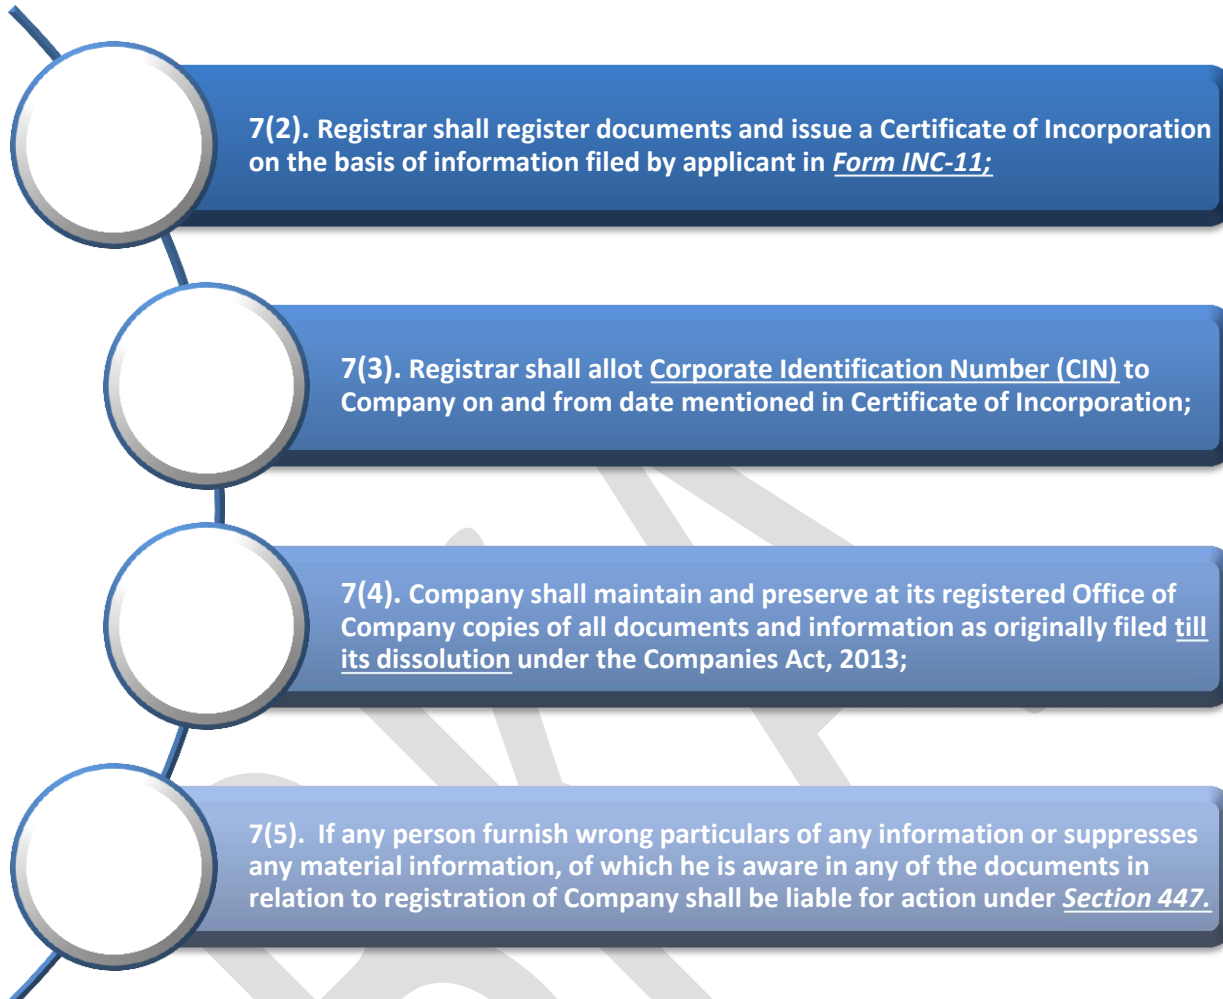 7(2). Registrar shall register documents and issue a Certificate of Incorporation
on the basis of information filed by applicant in Form INC-11;
7(3). Registrar shall allot Corporate Identification Number (CIN) to
Company on and from date mentioned in Certificate of Incorporation;
7(4). Company shall maintain and preserve at its registered Office of
Company copies of all documents and information as originally filed till
its dissolution under the Companies Act, 2013;
7(5). If any person furnish wrong particulars of any information or suppresses
any material information, of which he is aware in any of the documents in
relation to registration of Company shall be liable for action under Section 447.